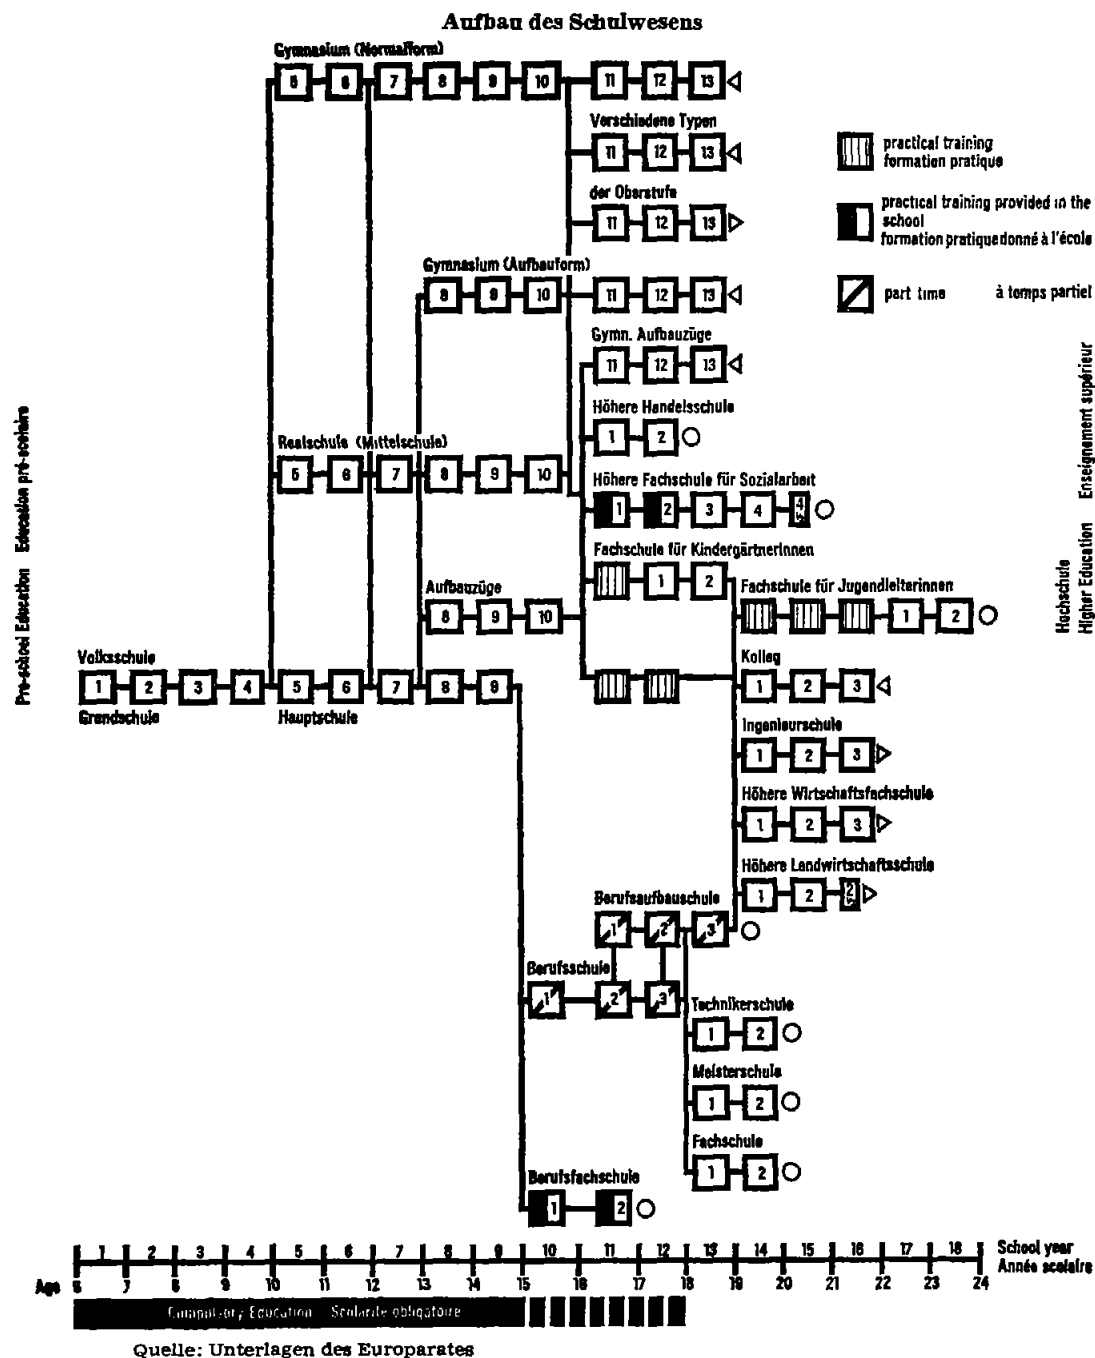 Aufbau des Schulwesens
Gymnasium (Normalform)
5 6 7 8 9 10 11 12 13
Verschiedene Typen
11 12 13
der Oberstufe
11 12 13
practical training
formation pratique
practical training provided in the
school
formation pratique donné à l'école
part time à temps partiel
Gymnasium (Aufbauform)
8 9 10 11 12 13
Gymn. Aufbauzüge
11 12 13
Höhere Handelsschule
1 2
Realschule (Mittelschule)
5 6 7 8 9 10
Höhere Fachschule für Sozialarbeit
1 2 3 4
Fachschule für Kindergärtnerinnen
1 2
Fachschule für Jugendleiterinnen
1 2
Aufbauzüge
8 9 10
Volksschule
1 2 3 4 5 6 7 8 9
Grundschule Hauptschule
Kolleg
1 2 3
Ingenieurschule
1 2 3
Höhere Wirtschaftsfachschule
1 2 3
Höhere Landwirtschaftsschule
1 2
Berufsaufbauschule
1 2 3
Berufsschule
1 2 3
Technikerschule
1 2
Meisterschule
1 2
Fachschule
1 2
Berufsfachschule
1 2
Pre-school Education Education pré-scolaire
Hochschule
Higher Education Enseignement supérieur
1 2 3 4 5 6 7 8 9 10 11 12 13 14 15 16 17 18 School year
Année scolaire
Age 6 7 8 9 10 11 12 13 14 15 16 17 18 19 20 21 22 23 24
Compulsory Education Scolarité obligatoire
Quelle: Unterlagen des Europarates